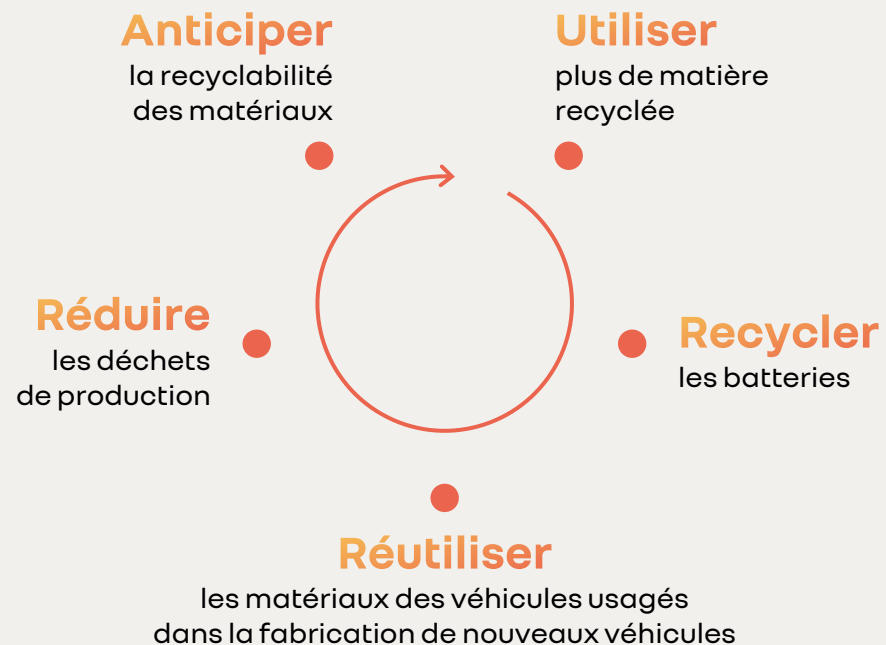 Anticiper
la recyclabilité
des matériaux
Utiliser
plus de matière
recyclée
Réduire
les déchets
de production
Recycler
les batteries
Réutiliser
les matériaux des véhicules usagés
dans la fabrication de nouveaux véhicules